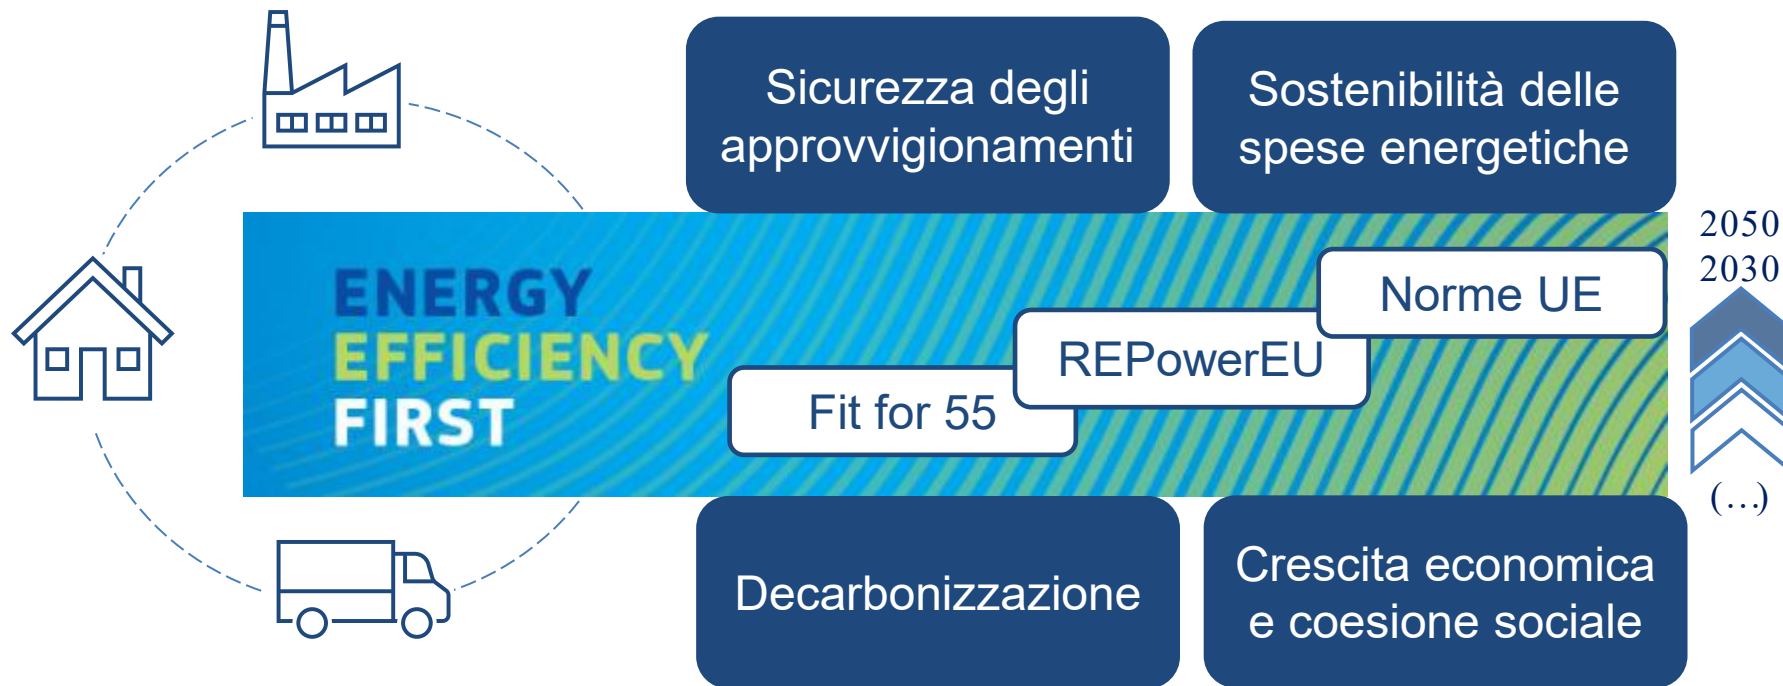 Sicurezza degli
approvvigionamenti
Sostenibilità delle
spese energetiche
ENERGY
EFFICIENCY
FIRST
Fit for 55
REPowerEU
Norme UE
2050
2030
(...)
Decarbonizzazione
Crescita economica
e coesione sociale